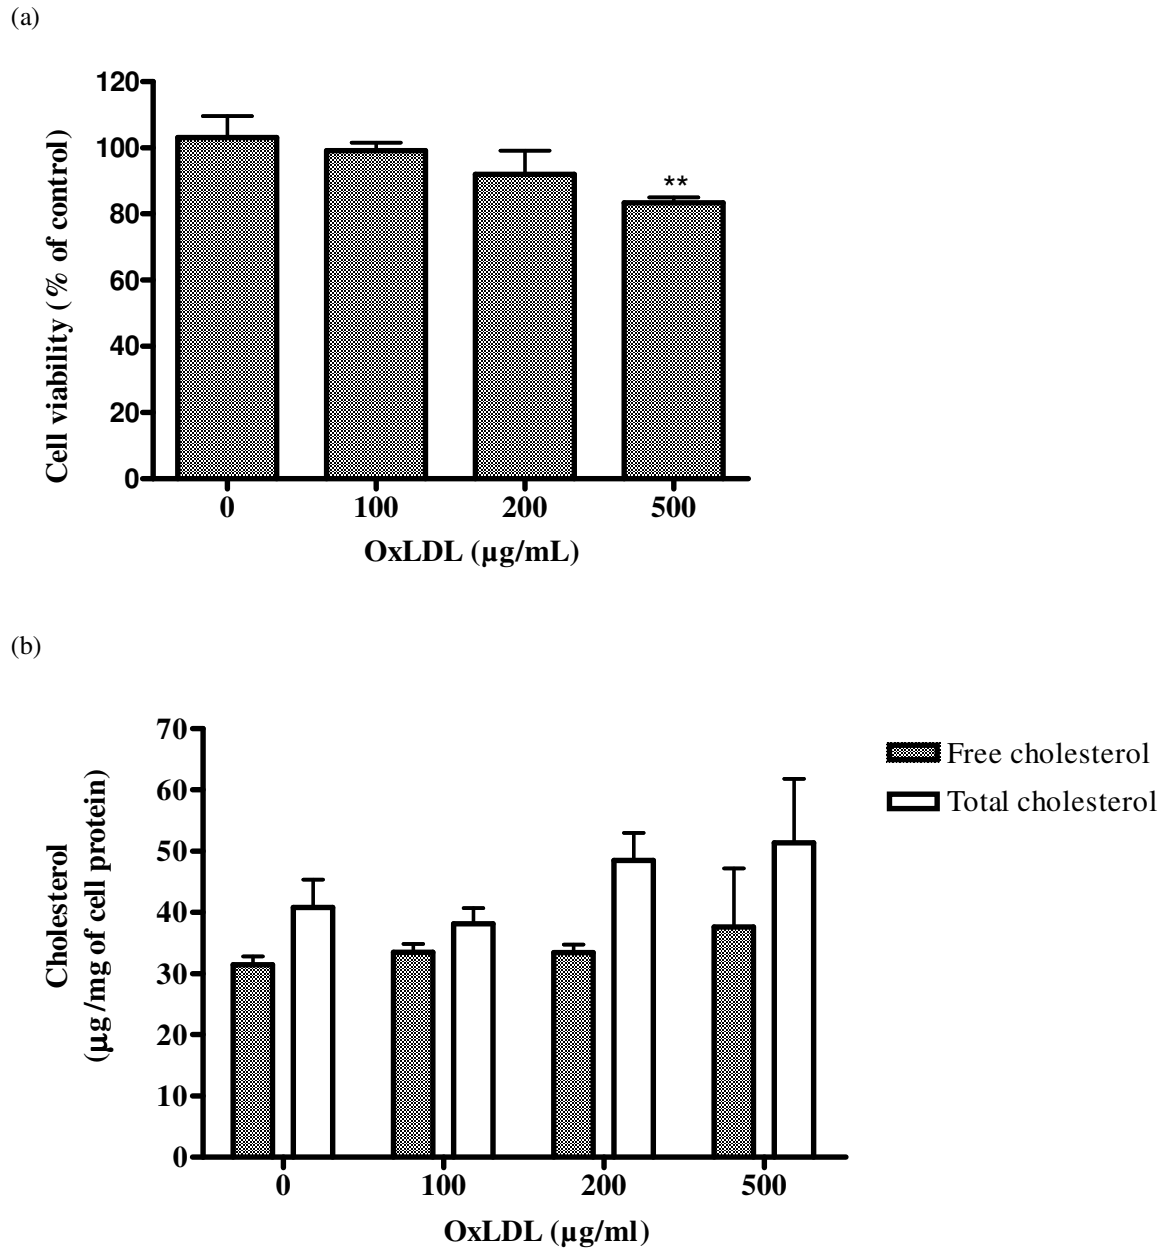 (a)
120
100
80
60
40
20
0
Cell viability (% of control)
**
0 100 200 500
OxLDL (µg/mL)
(b)
70
60
50
40
30
20
10
0
Cholesterol
(µg/mg of cell protein)
Free cholesterol
Total cholesterol
0 100 200 500
OxLDL (µg/ml)